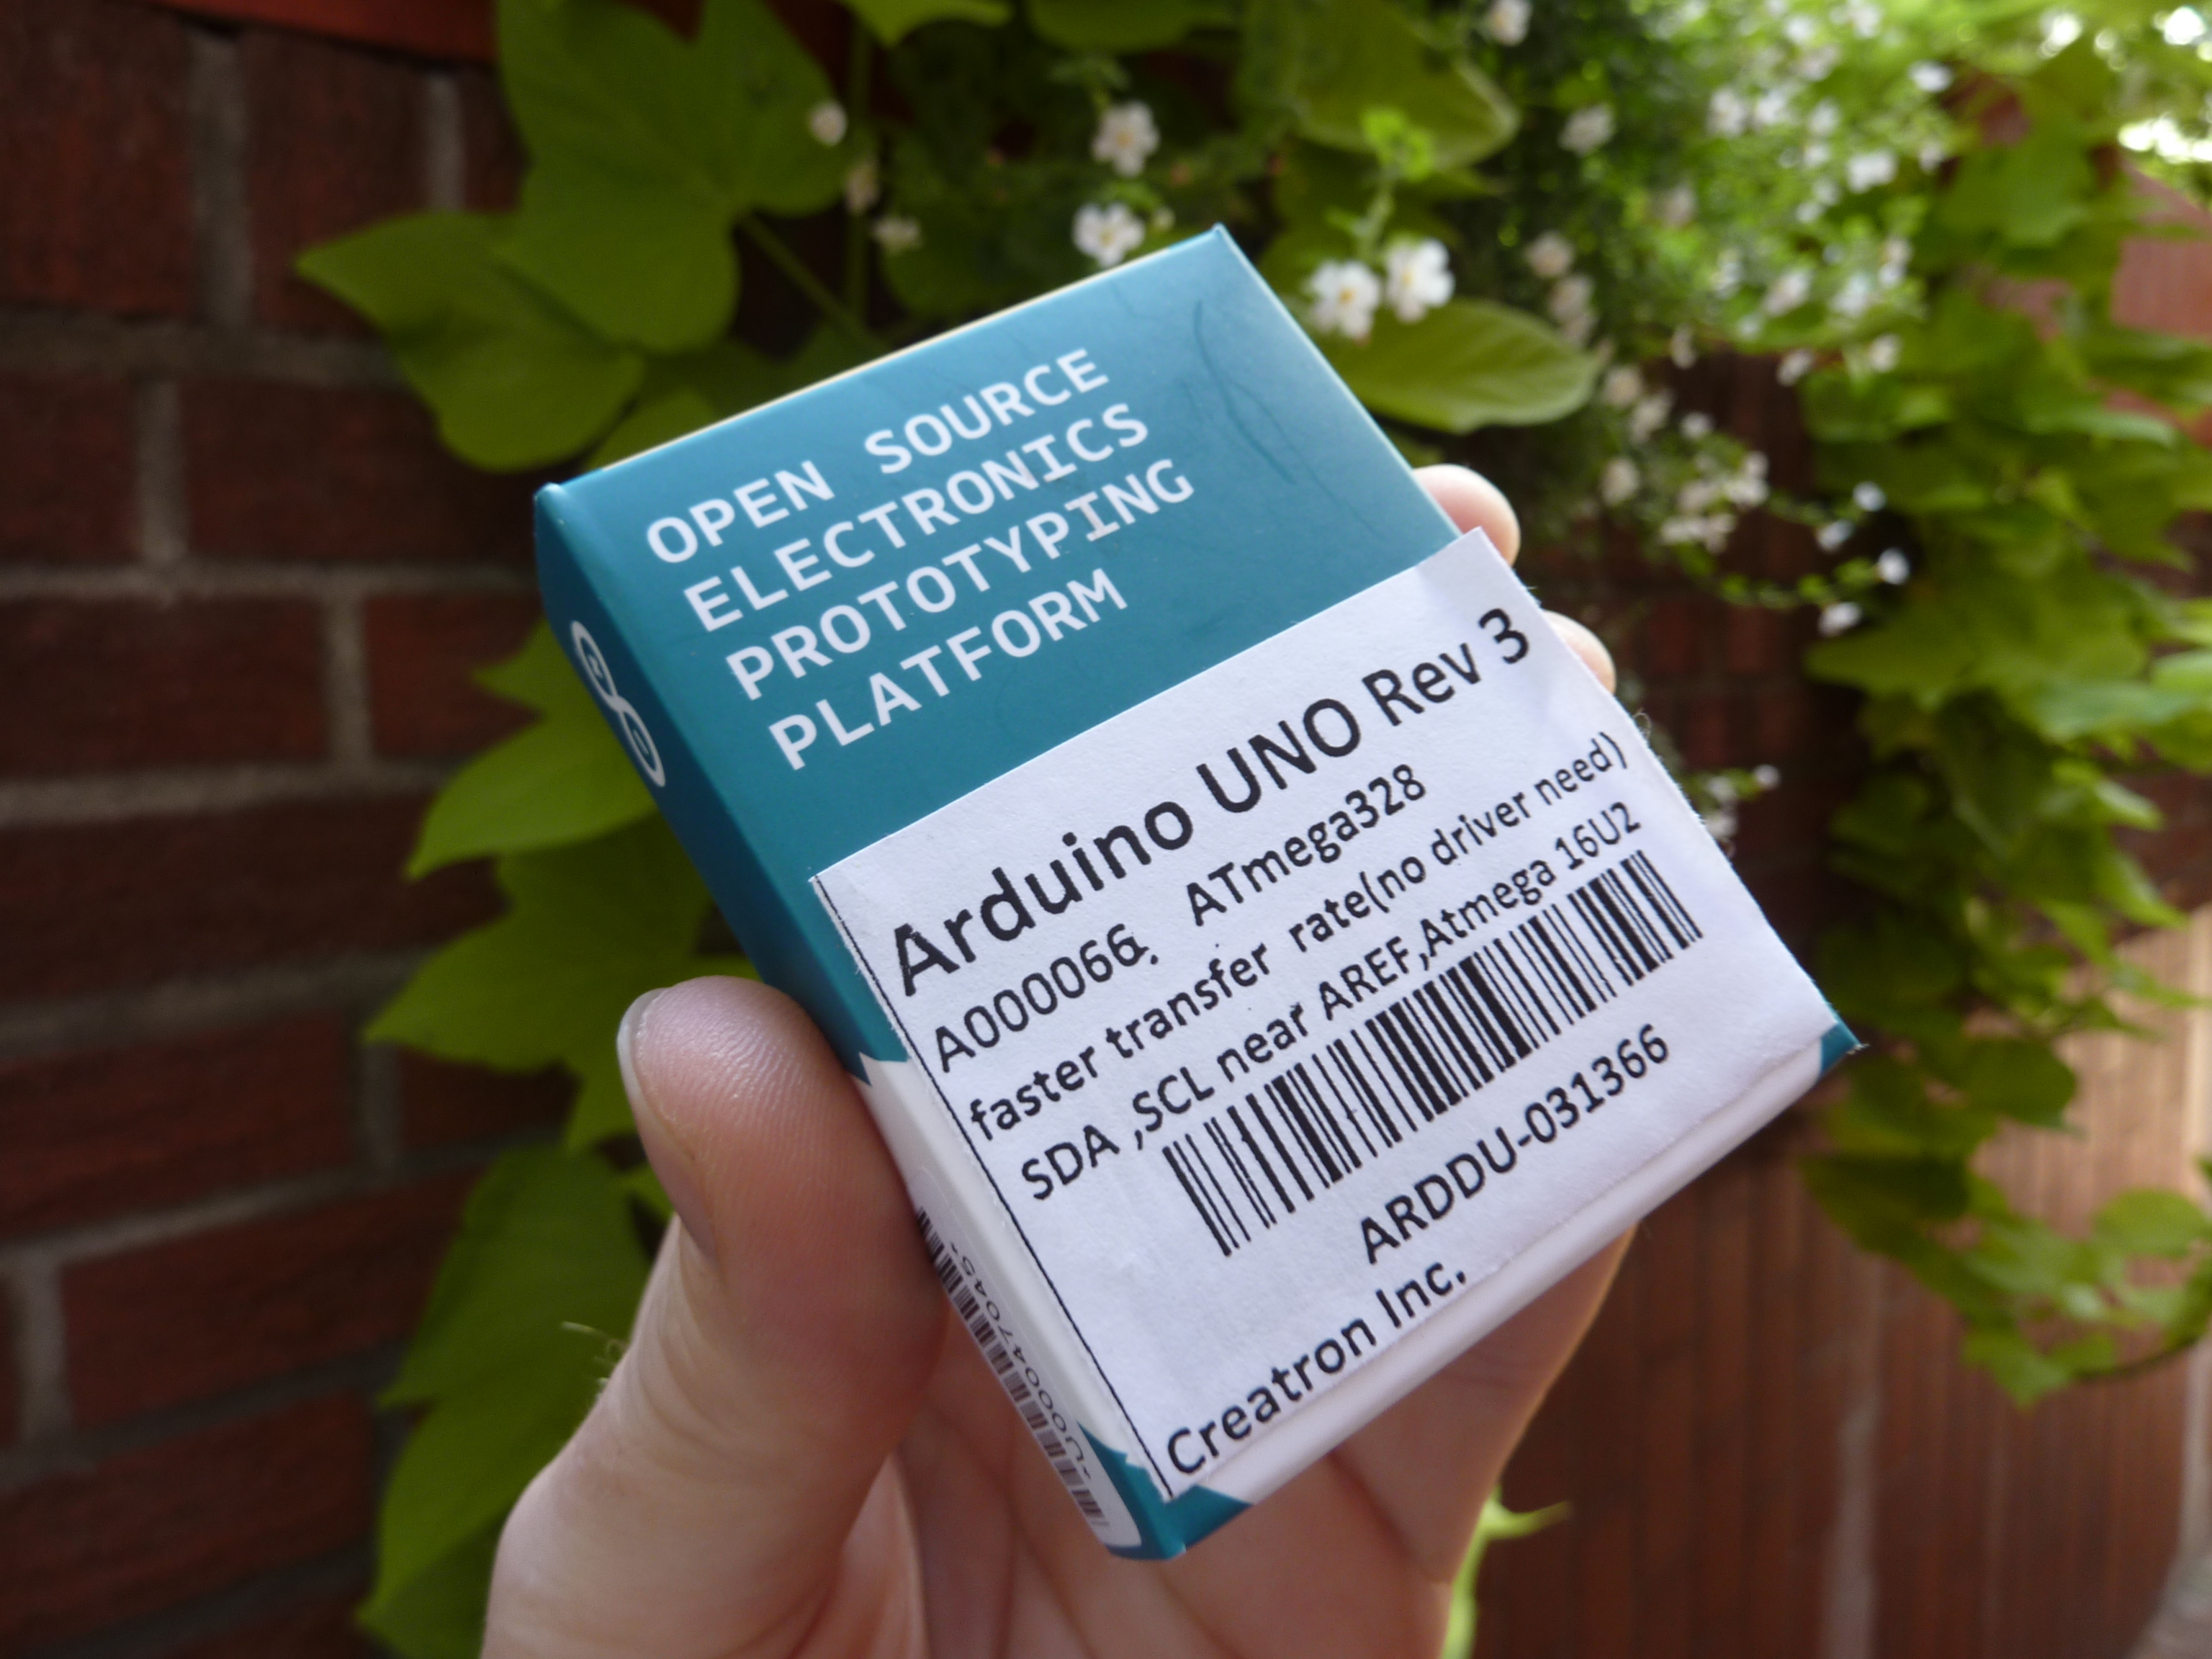 OPEN SOURCE
ELECTRONICS
PROTOTYPING
PLATFORM
Arduino UNO Rev 3
A000066. ATmega328
faster transfer rate(no driver need)
SDA ,SCL near AREF,Atmega 16U2
ARDDU-031366
Creatron Inc.